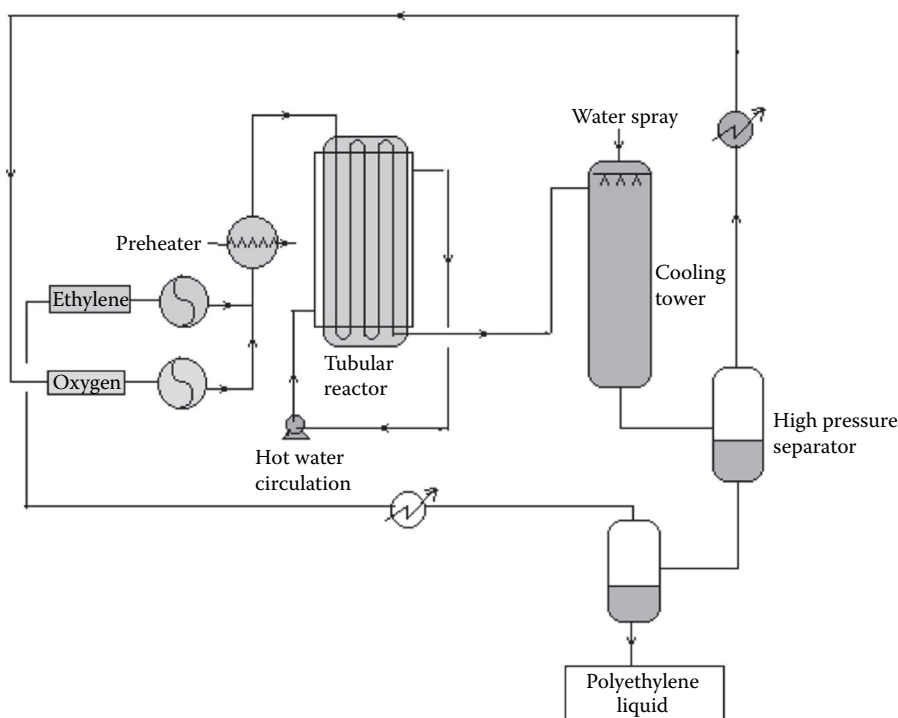 Water spray
Preheater
Cooling
tower
Ethylene
Tubular
reactor
Oxygen
High pressure
separator
Hot water
circulation
Polyethylene
liquid